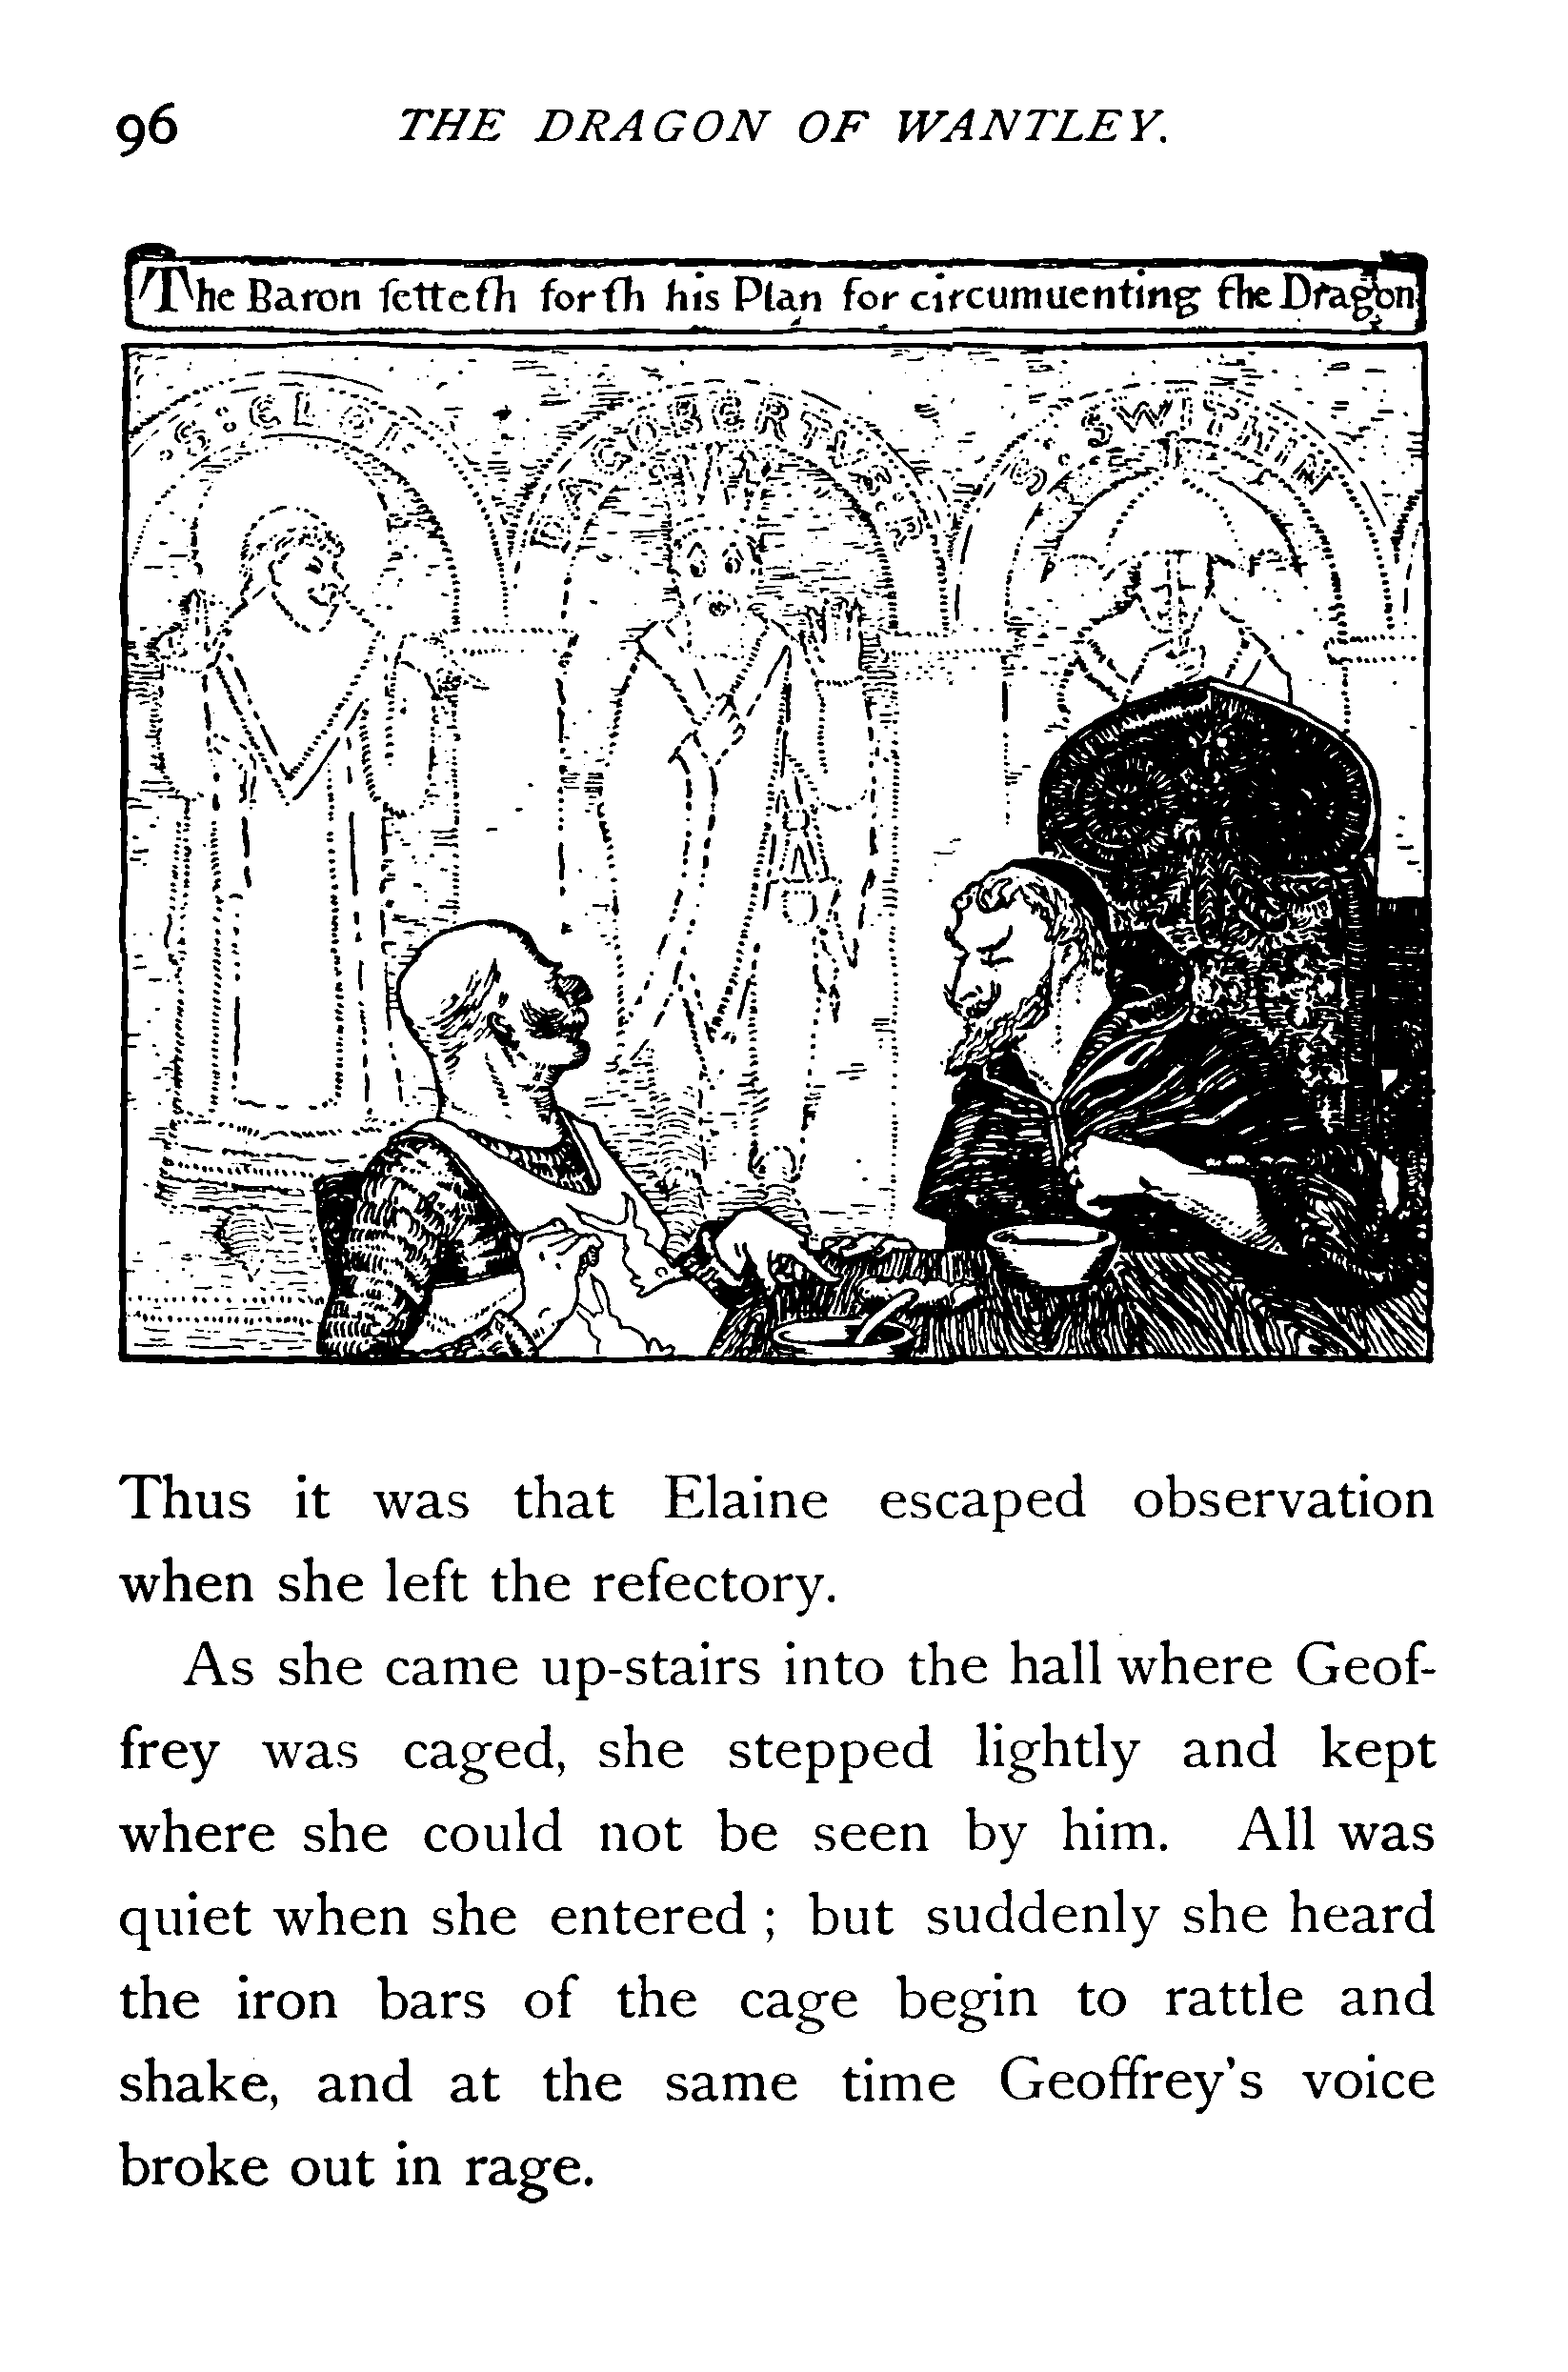 96 THE DRAGON OF WANTLEY.
The Baron ſetteth forth his Plan for circumuenting the Dragon
S. ELOI.
DAGOBERTUS. R.
S. SWITHIN
Thus it was that Elaine escaped observation
when she left the refectory.
As she came up-stairs into the hall where Geof-
frey was caged, she stepped lightly and kept
where she could not be seen by him. All was
quiet when she entered ; but suddenly she heard
the iron bars of the cage begin to rattle and
shake, and at the same time Geoffrey's voice
broke out in rage.